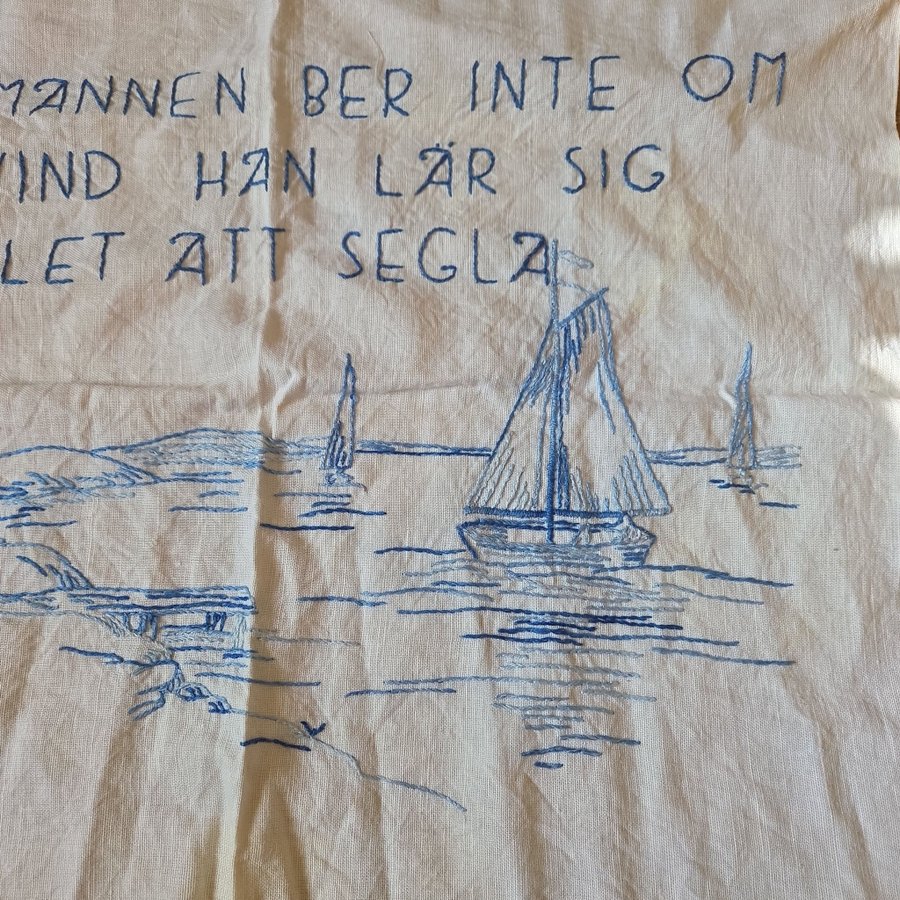 MANNEN BER INTE OM
VIND HAN LÄR SIG
LET ATT SEGLA